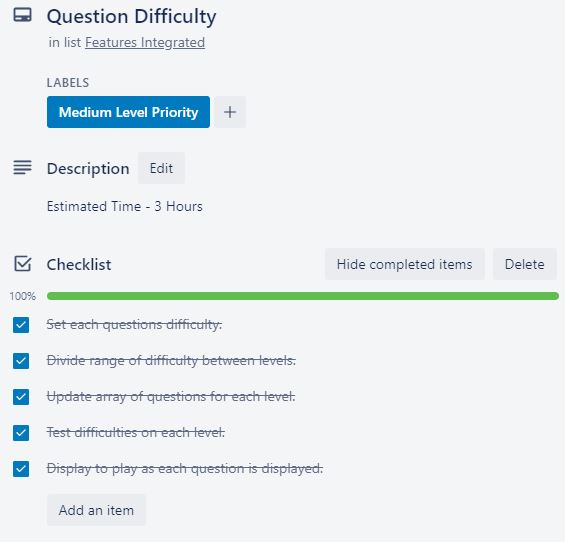 Question Difficulty
in list Features Integrated
LABELS
Medium Level Priority +
Description Edit
Estimated Time - 3 Hours
Checklist Hide completed items Delete
100%
Set each questions difficulty.
Divide range of difficulty between levels.
Update array of questions for each level.
Test difficulties on each level.
Display to play as each question is displayed.
Add an item